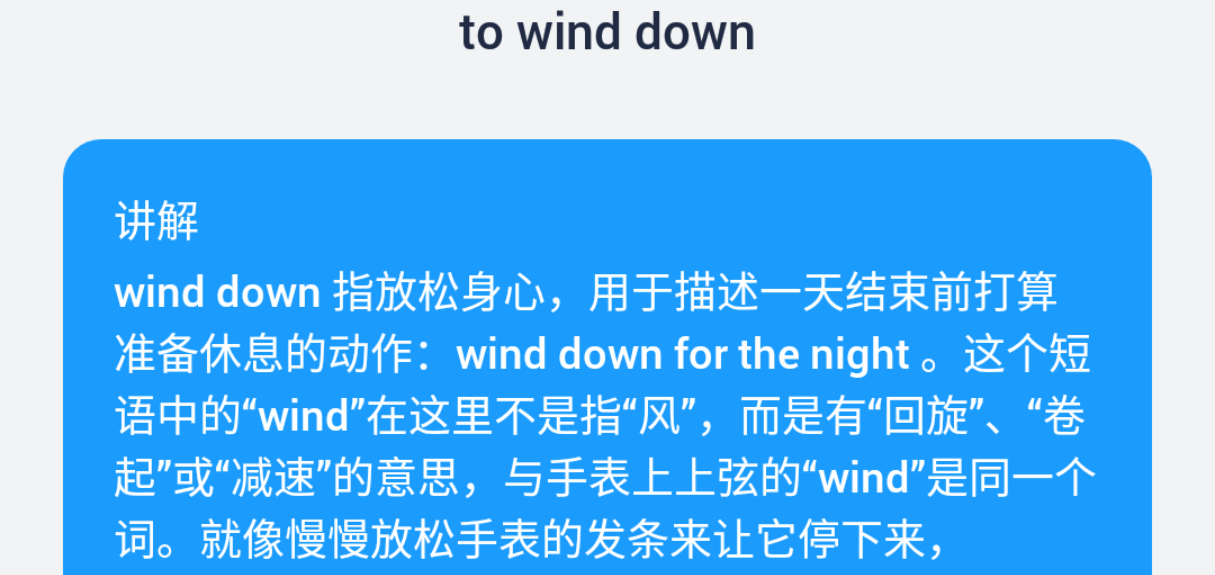 to wind down
讲解
wind down 指放松身心，用于描述一天结束前打算
准备休息的动作：wind down for the night 。这个短
语中的“wind”在这里不是指“风”，而是有“回旋”、“卷
起”或“减速”的意思，与手表上上弦的“wind”是同一个
词。就像慢慢放松手表的发条来让它停下来，